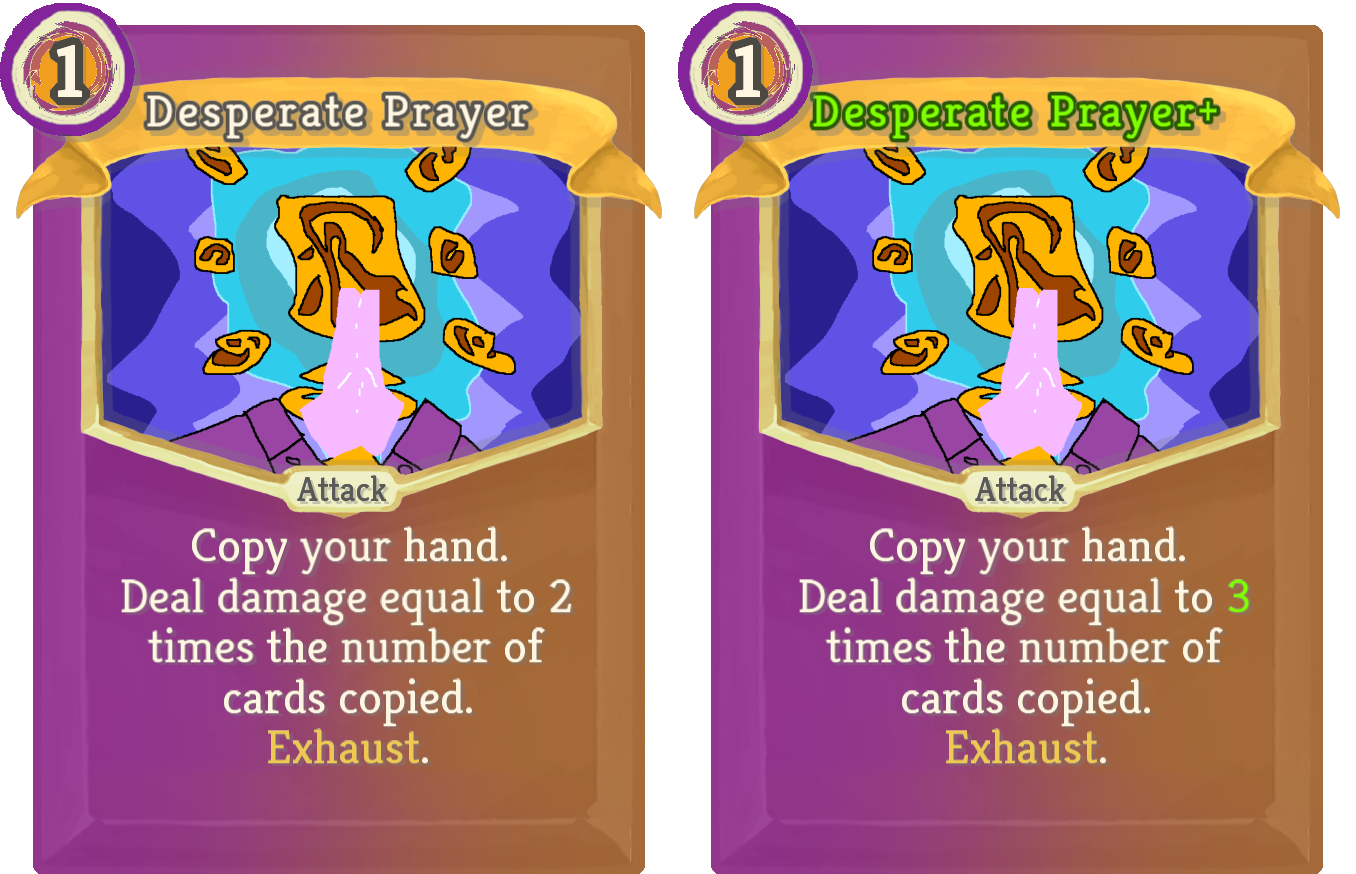 1
Desperate Prayer
Attack
Copy your hand.
Deal damage equal to 2
times the number of
cards copied.
Exhaust.
1
Desperate Prayer+
Attack
Copy your hand.
Deal damage equal to 3
times the number of
cards copied.
Exhaust.